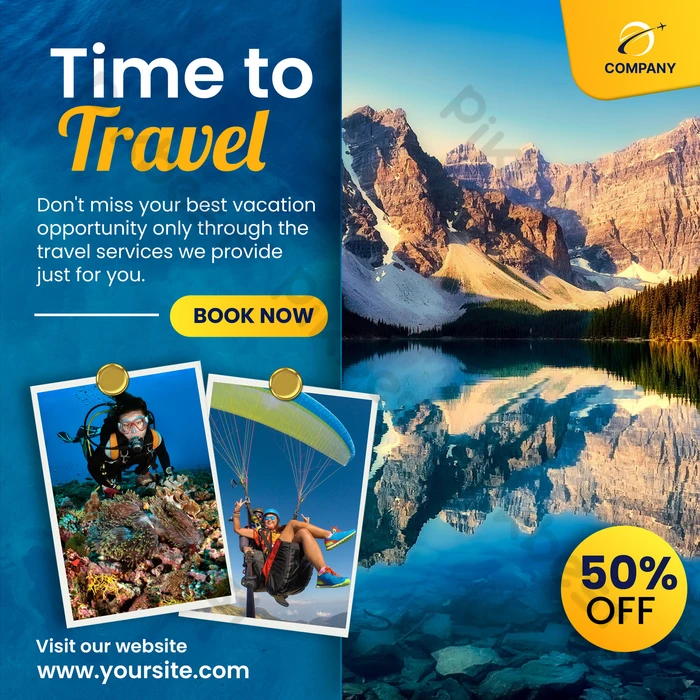 Time to
Travel
COMPANY
Don't miss your best vacation
opportunity only through the
travel services we provide
just for you.
BOOK NOW
50%
OFF
Visit our website
www.yoursite.com